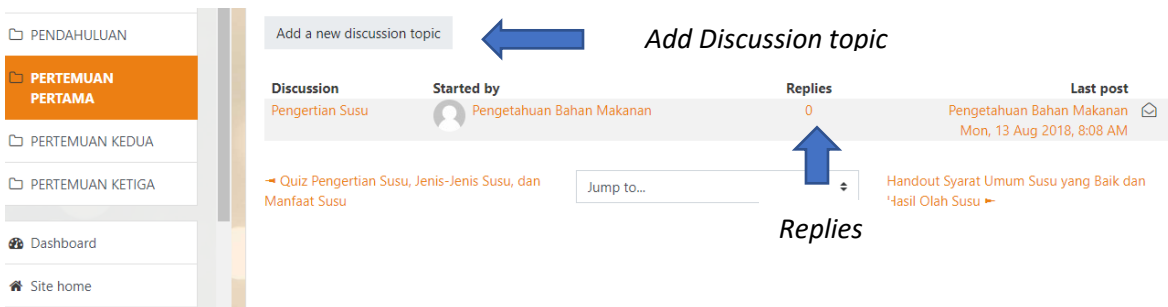 PENDAHULUAN
PERTEMUAN
PERTAMA
PERTEMUAN KEDUA
PERTEMUAN KETIGA
Dashboard
Site home
Add a new discussion topic
Add Discussion topic
Discussion Started by Replies Last post
Pengertian Susu Pengetahuan Bahan Makanan 0 Pengetahuan Bahan Makanan
Mon, 13 Aug 2018, 8:08 AM
◄ Quiz Pengertian Susu, Jenis-Jenis Susu, dan
Manfaat Susu
Jump to...
Handout Syarat Umum Susu yang Baik dan
Hasil Olah Susu ►
Replies